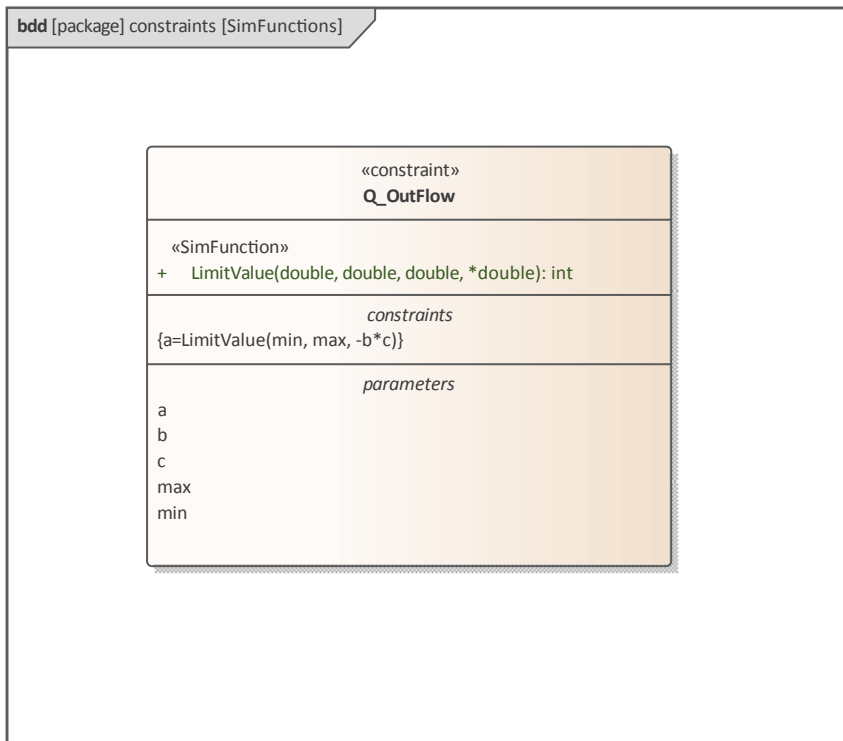 bdd [package] constraints [SimFunctions]
«constraint»
Q_OutFlow
«SimFunction»
+ LimitValue(double, double, double, *double): int
constraints
{a=LimitValue(min, max, -b*c)}
parameters
a
b
c
max
min